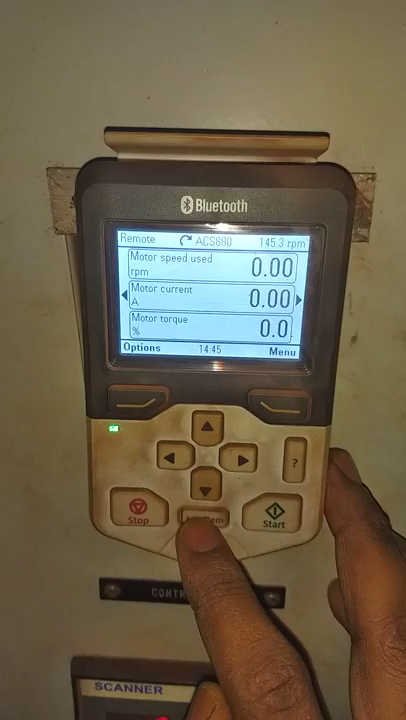 Bluetooth
Remote ACS880 145.3 rpm
Motor speed used
rpm
0.00
Motor current
A
0.00
Motor torque
%
0.0
Options 14:45 Menu
?
Stop
Start
SCANNER